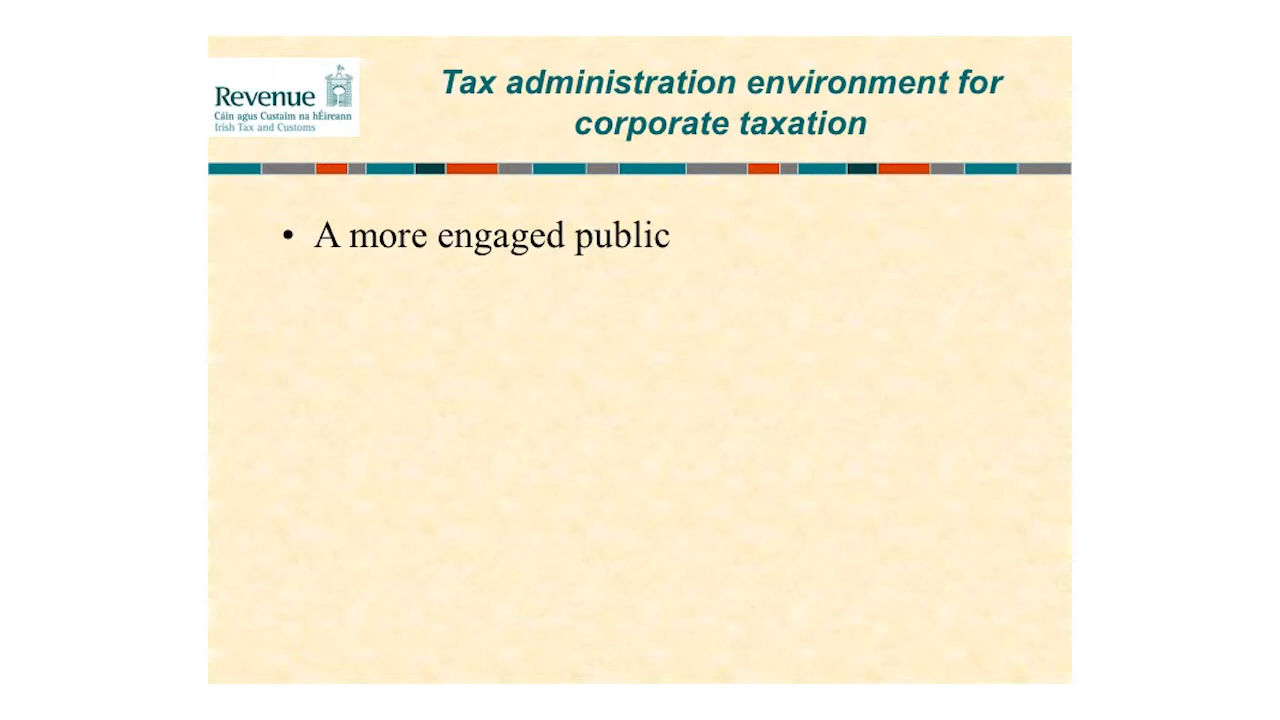 Revenue
Cáin agus Custaim na hÉireann
Irish Tax and Customs
Tax administration environment for
corporate taxation
• A more engaged public